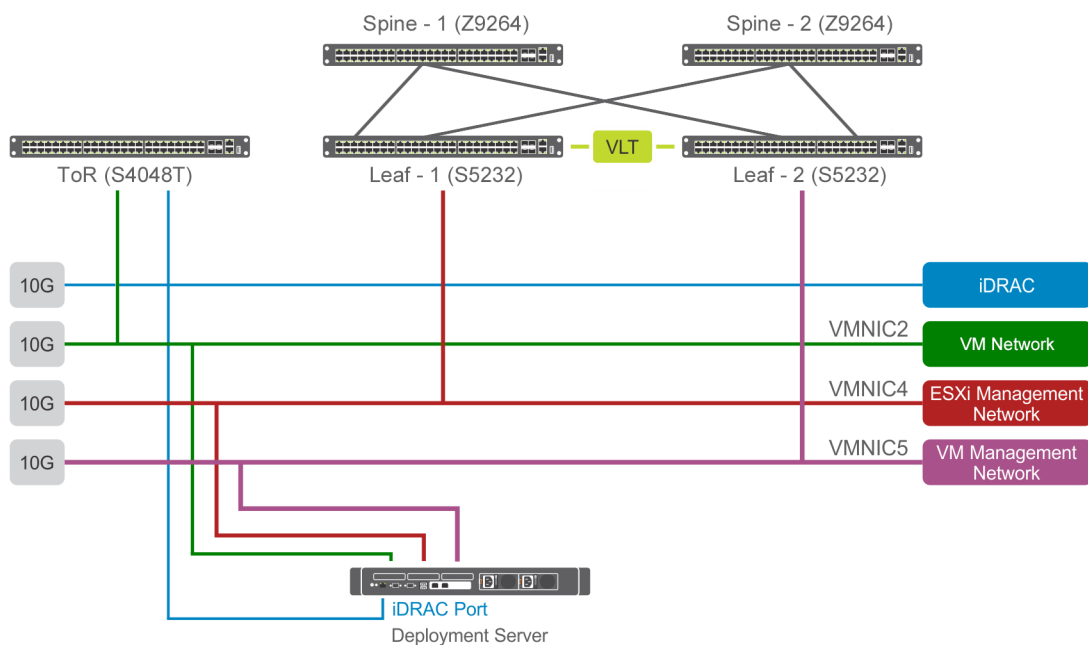 Spine - 1 (Z9264)
Spine - 2 (Z9264)
VLT
ToR (S4048T)
Leaf - 1 (S5232)
Leaf - 2 (S5232)
10G
iDRAC
10G
VMNIC2
VM Network
10G
VMNIC4
ESXi Management
Network
10G
VMNIC5
VM Management
Network
iDRAC Port
Deployment Server